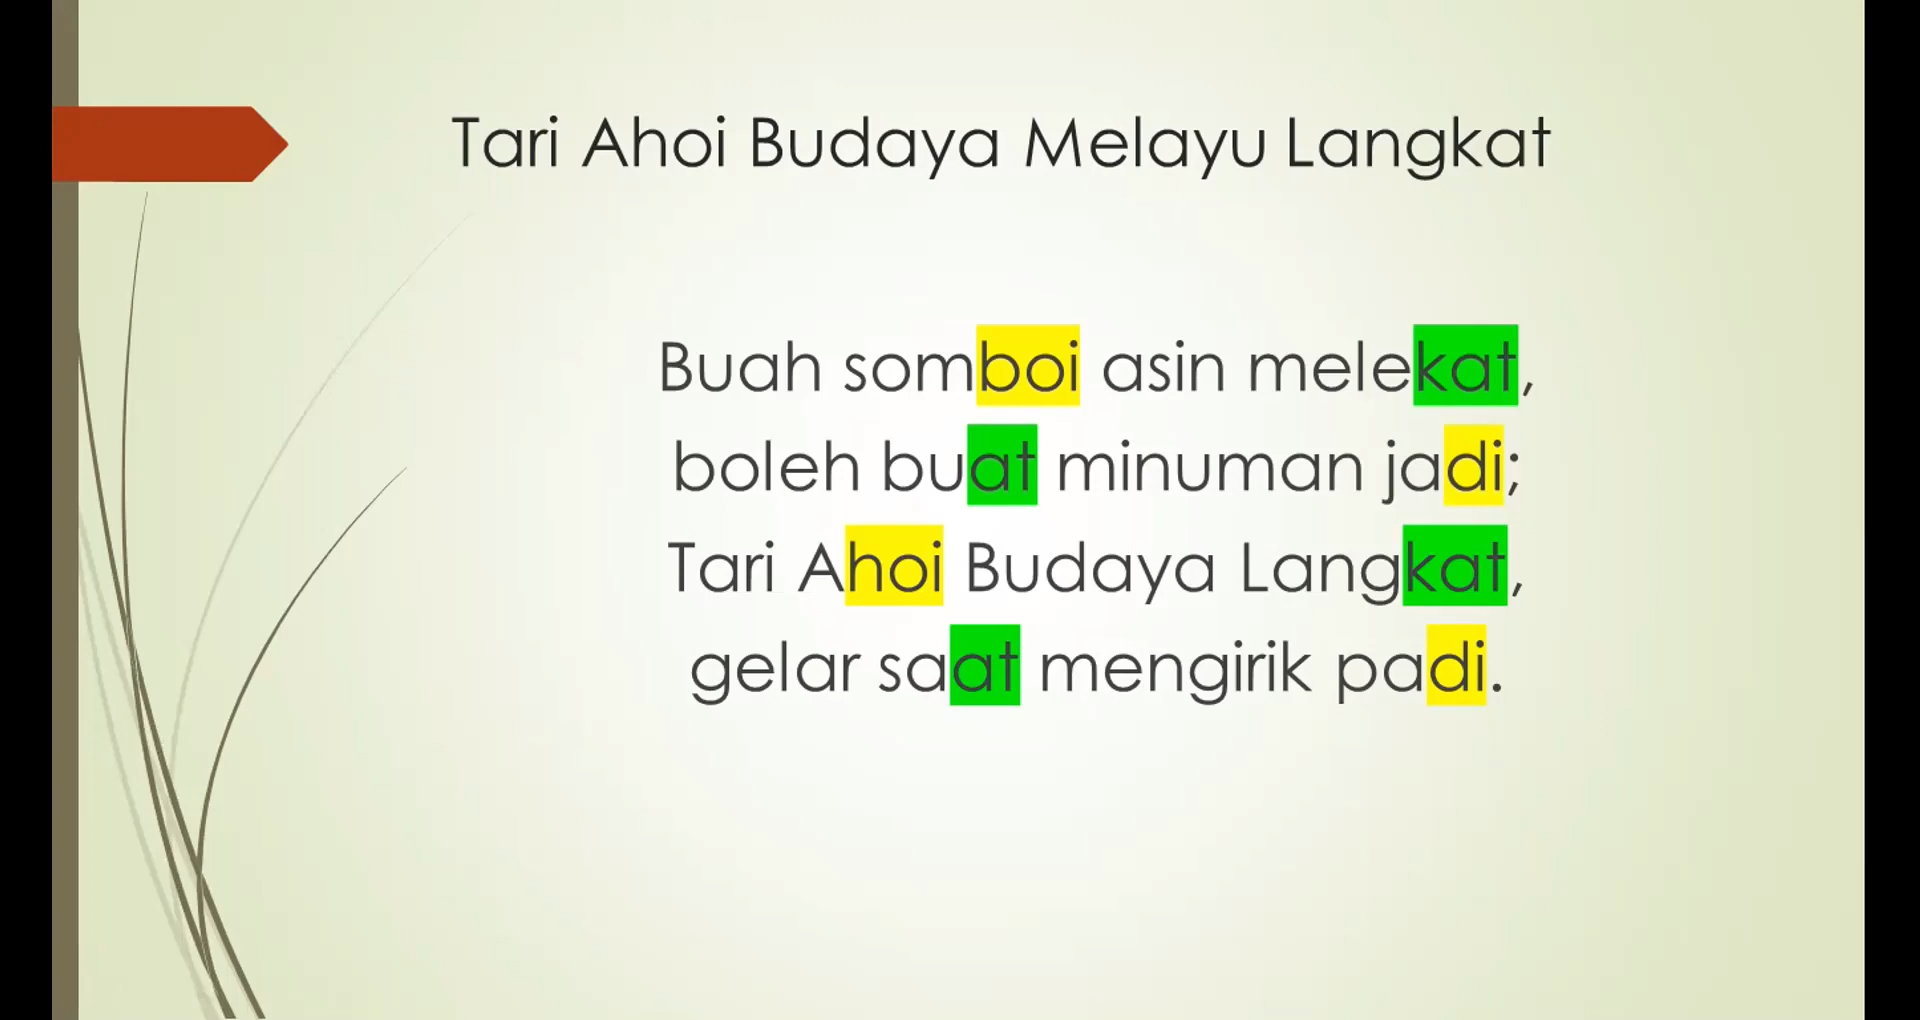 Tari Ahoi Budaya Melayu Langkat
Buah somboi asin melekat,
boleh buat minuman jadi;
Tari Ahoi Budaya Langkat,
gelar saat mengirik padi.